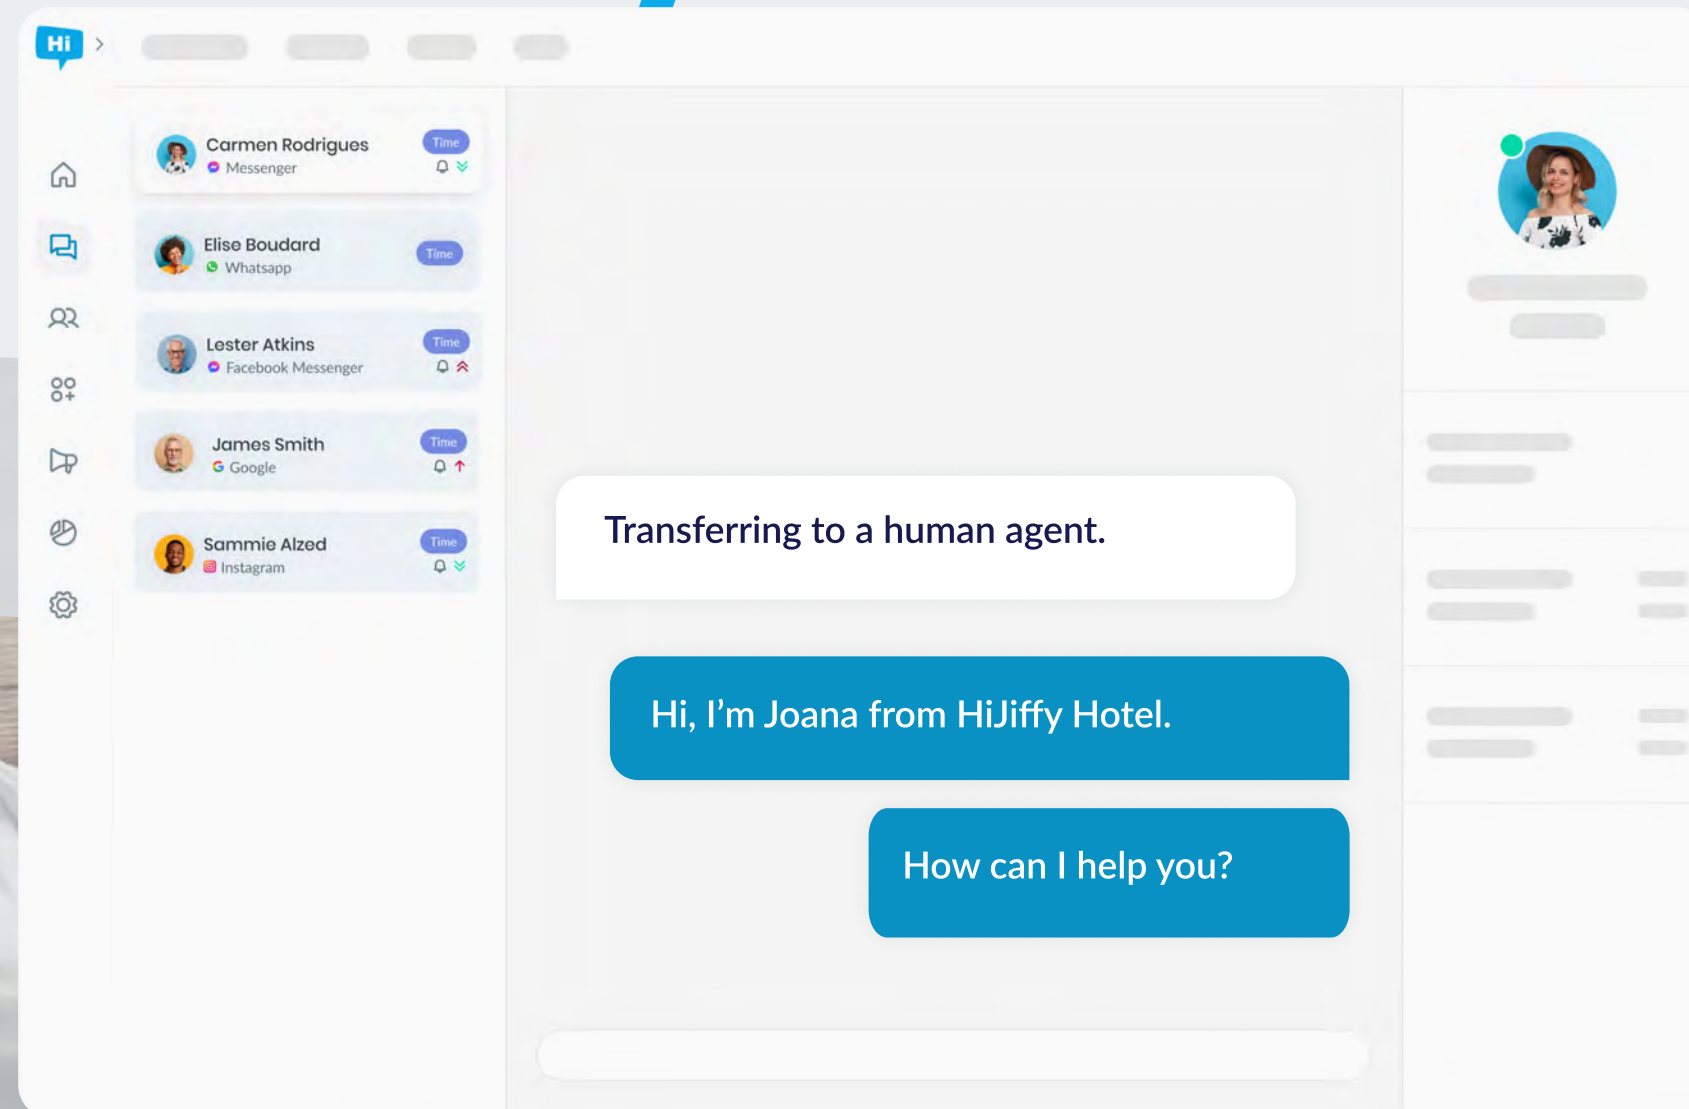 Hi
Carmen Rodrigues
Time
Messenger
Elise Boudard
Time
Whatsapp
Lester Atkins
Time
Facebook Messenger
James Smith
Time
Google
Sammie Alzed
Time
Instagram
Transferring to a human agent.
Hi, I’m Joana from HiJiffy Hotel.
How can I help you?